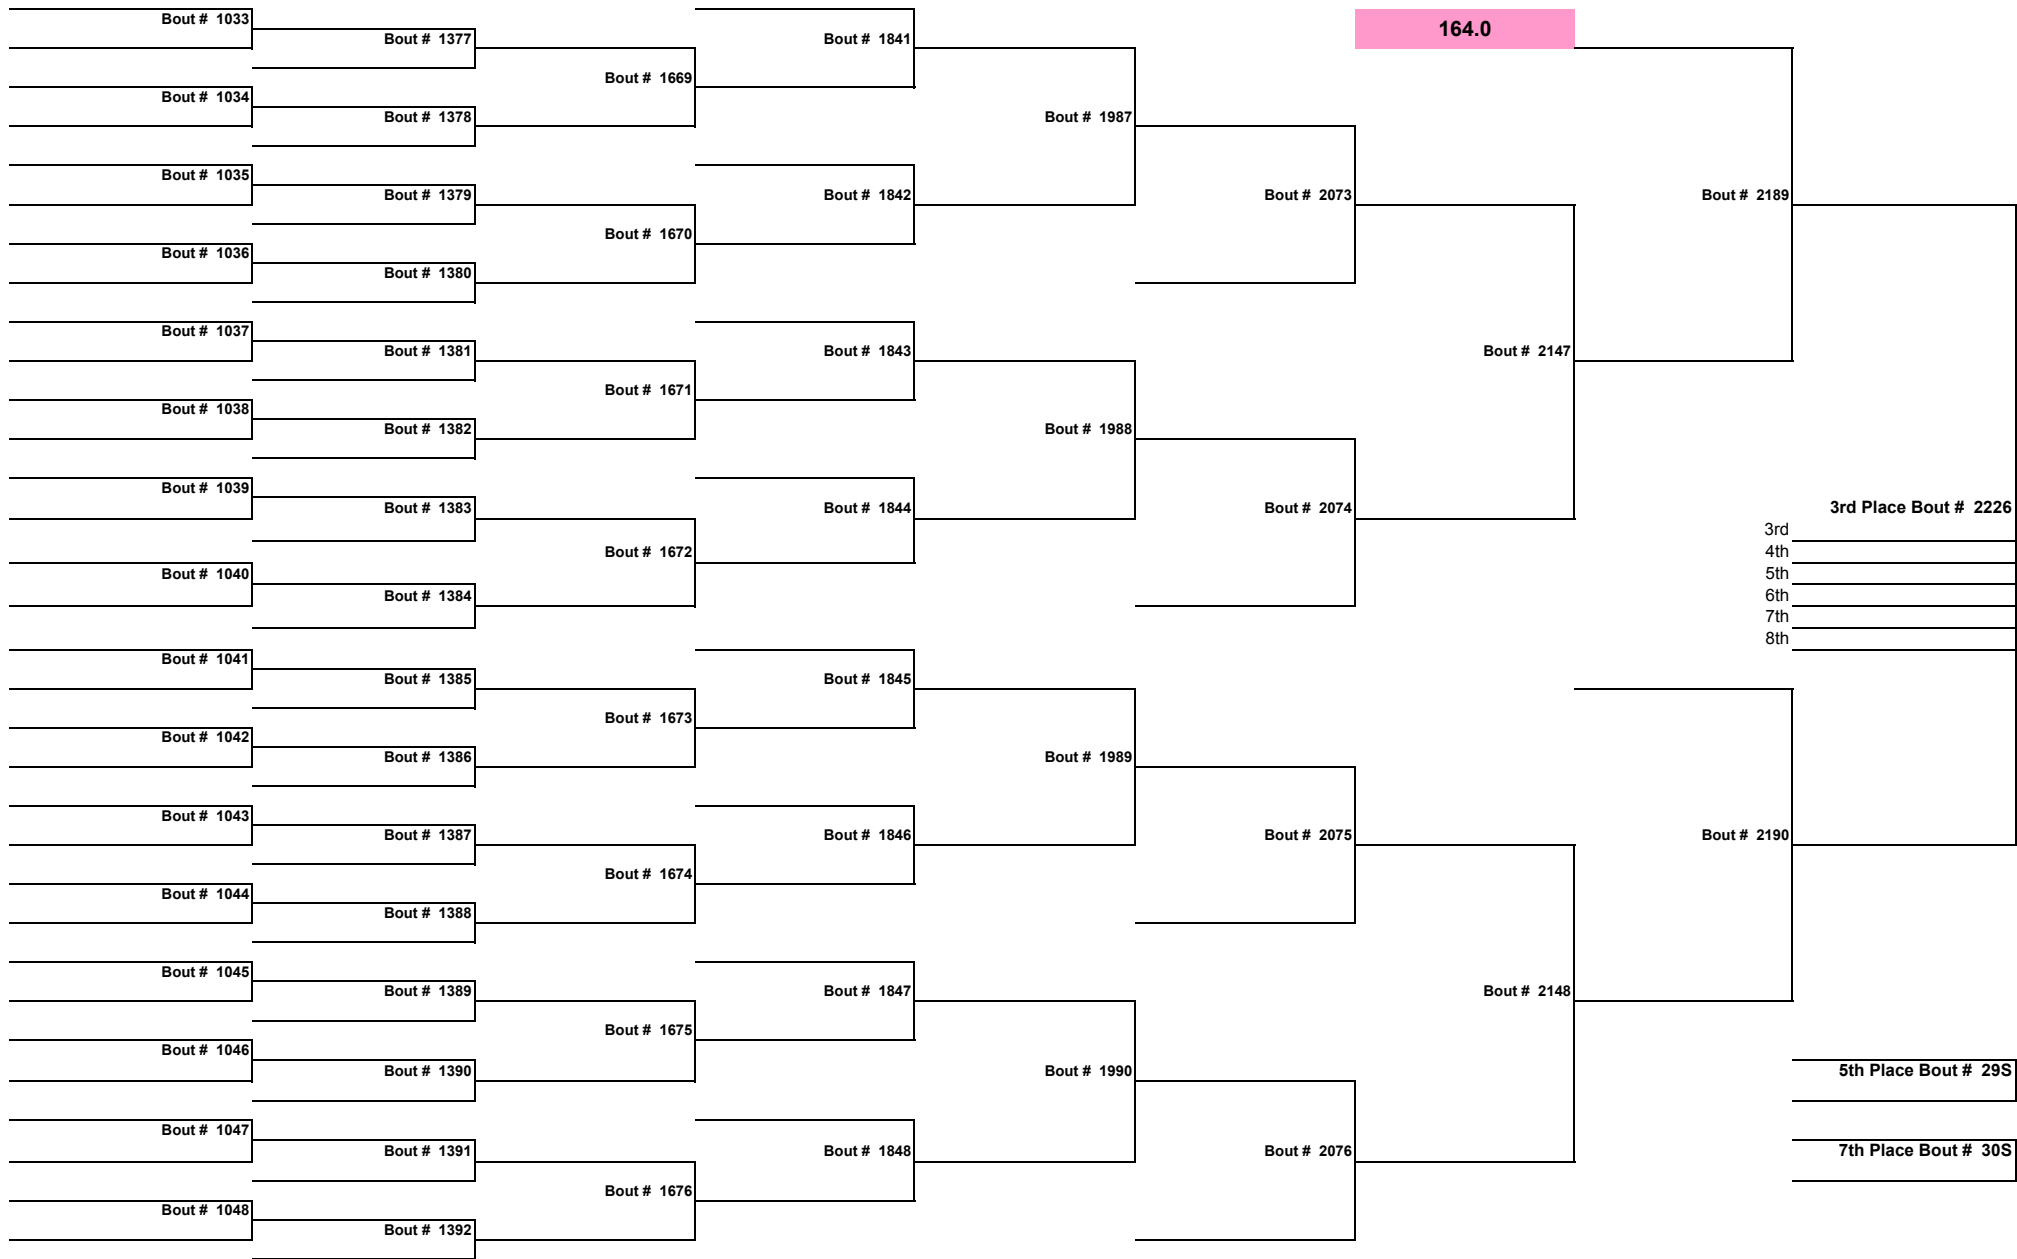 Bout # 1033
Bout # 1034
Bout # 1035
Bout # 1036
Bout # 1037
Bout # 1038
Bout # 1039
Bout # 1040
Bout # 1041
Bout # 1042
Bout # 1043
Bout # 1044
Bout # 1045
Bout # 1046
Bout # 1047
Bout # 1048
Bout # 1377
Bout # 1378
Bout # 1379
Bout # 1380
Bout # 1381
Bout # 1382
Bout # 1383
Bout # 1384
Bout # 1385
Bout # 1386
Bout # 1387
Bout # 1388
Bout # 1389
Bout # 1390
Bout # 1391
Bout # 1392
Bout # 1669
Bout # 1670
Bout # 1671
Bout # 1672
Bout # 1673
Bout # 1674
Bout # 1675
Bout # 1676
Bout # 1841
Bout # 1842
Bout # 1843
Bout # 1844
Bout # 1845
Bout # 1846
Bout # 1847
Bout # 1848
Bout # 1987
Bout # 1988
Bout # 1989
Bout # 1990
Bout # 2073
Bout # 2074
Bout # 2075
Bout # 2076
164.0
Bout # 2147
Bout # 2148
Bout # 2189
Bout # 2190
3rd Place Bout # 2226
3rd
4th
5th
6th
7th
8th
5th Place Bout # 29S
7th Place Bout # 30S